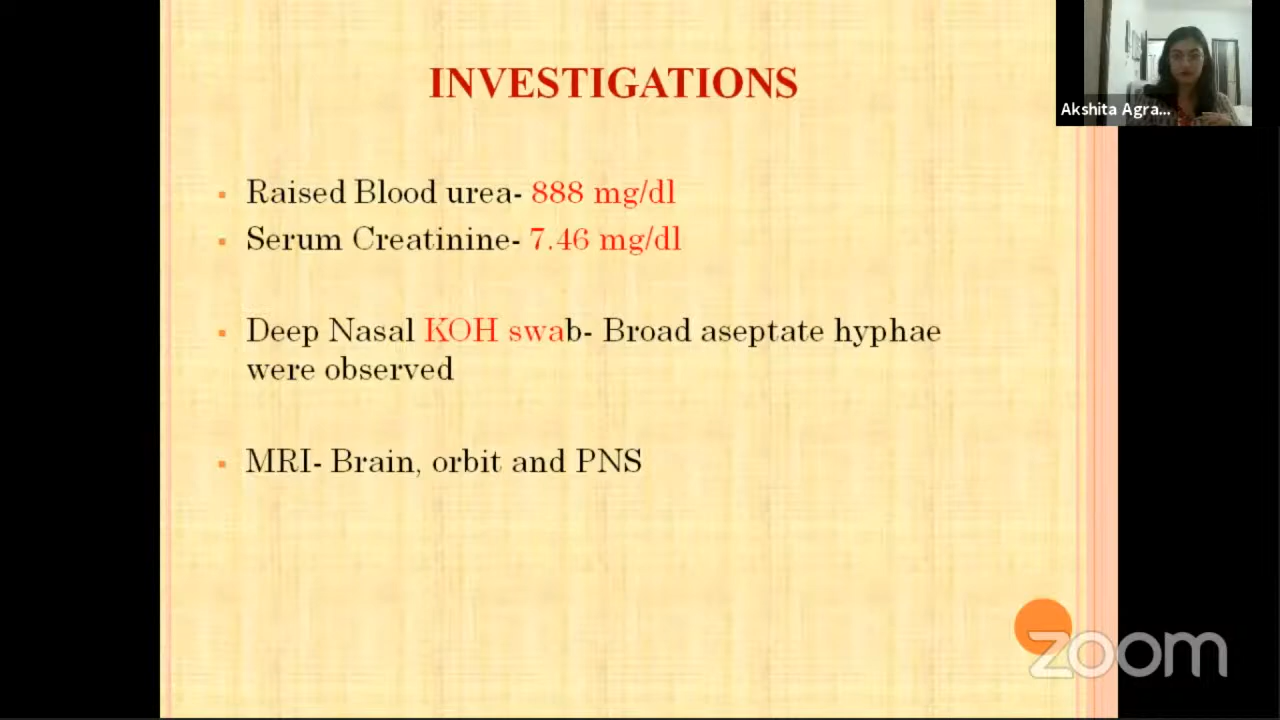 INVESTIGATIONS
Akshita Agra...
Raised Blood urea- 888 mg/dl
Serum Creatinine- 7.46 mg/dl
Deep Nasal KOH swab- Broad aseptate hyphae
were observed
MRI- Brain, orbit and PNS
zoom